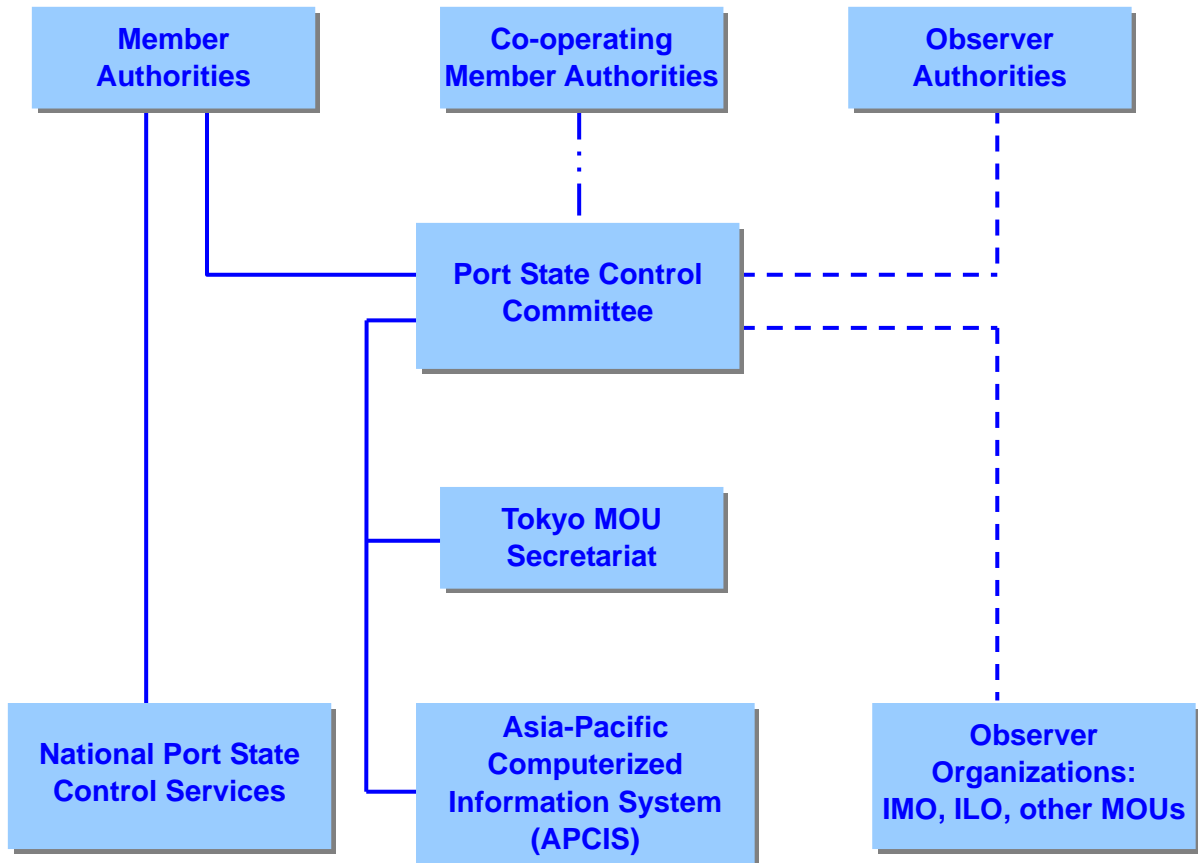 Member
Authorities
Co-operating
Member Authorities
Observer
Authorities
Port State Control
Committee
Tokyo MOU
Secretariat
National Port State
Control Services
Asia-Pacific
Computerized
Information System
(APCIS)
Observer
Organizations:
IMO, ILO, other MOUs